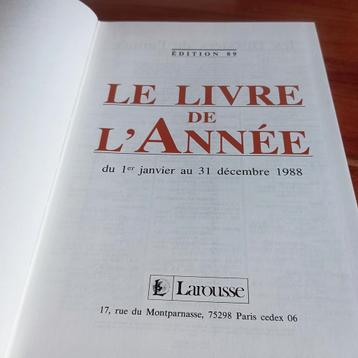 ÉDITION 89
LE LIVRE
DE
L'ANNÉE
du 1er janvier au 31 décembre 1988
Larousse
17, rue du Montparnasse, 75298 Paris cedex 06